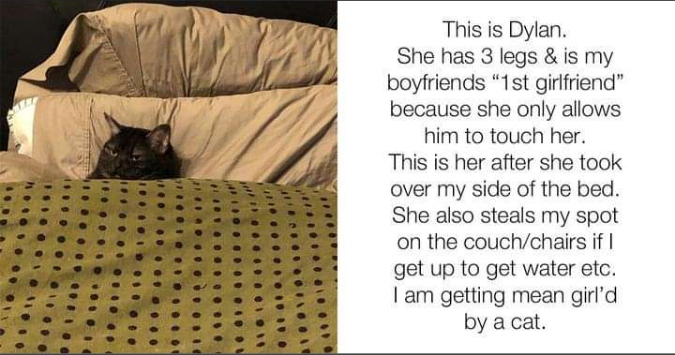 This is Dylan.
She has 3 legs & is my
boyfriends “1st girlfriend”
because she only allows
him to touch her.
This is her after she took
over my side of the bed.
She also steals my spot
on the couch/chairs if I
get up to get water etc.
I am getting mean girl’d
by a cat.